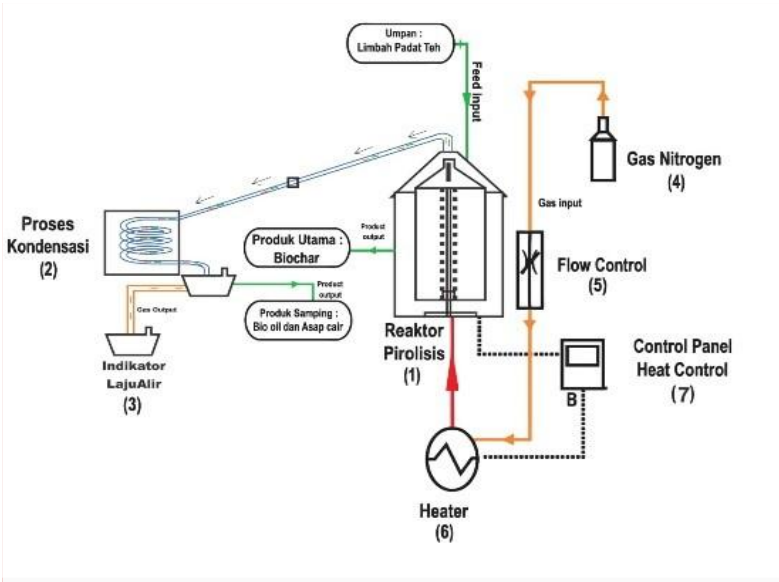 Umpan :
Limbah Padat Teh
Feed input
Gas Nitrogen
(4)
Gas input
Proses
Kondensasi
(2)
Produk Utama :
Biochar
Product
output
Flow Control
(5)
Product
output
Produk Samping :
Bio oil dan Asap cair
Gas Output
Indikator
LajuAlir
(3)
Reaktor
Pirolisis
(1)
Control Panel
Heat Control
(7)
B
Heater
(6)